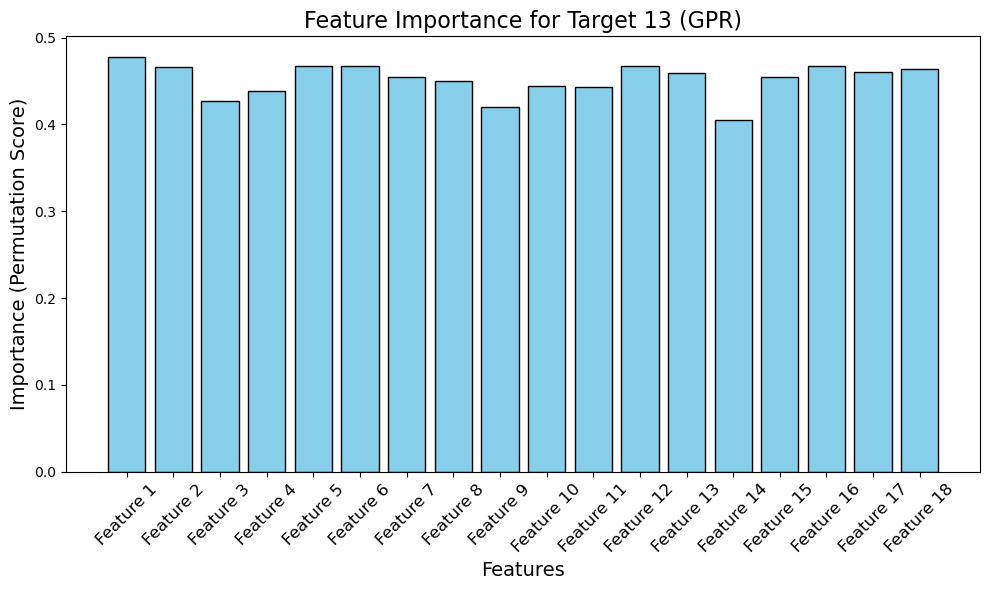 Feature Importance for Target 13 (GPR)
Importance (Permutation Score)
0.5
0.4
0.3
0.2
0.1
0.0
Feature 1
Feature 2
Feature 3
Feature 4
Feature 5
Feature 6
Feature 7
Feature 8
Feature 9
Feature 10
Feature 11
Feature 12
Feature 13
Feature 14
Feature 15
Feature 16
Feature 17
Feature 18
Features